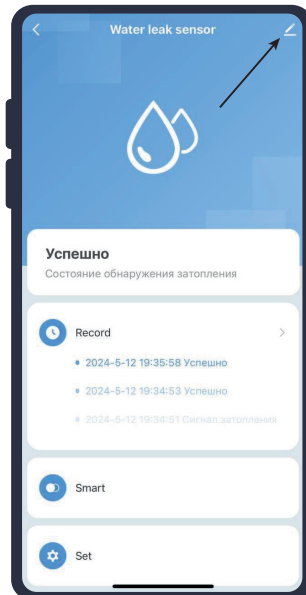 Water leak sensor
Успешно
Состояние обнаружения затопления
Record
2024-5-12 19:35:58 Успешно
2024-5-12 19:34:53 Успешно
2024-5-12 19:34:51 Сигнал затопления
Smart
Set